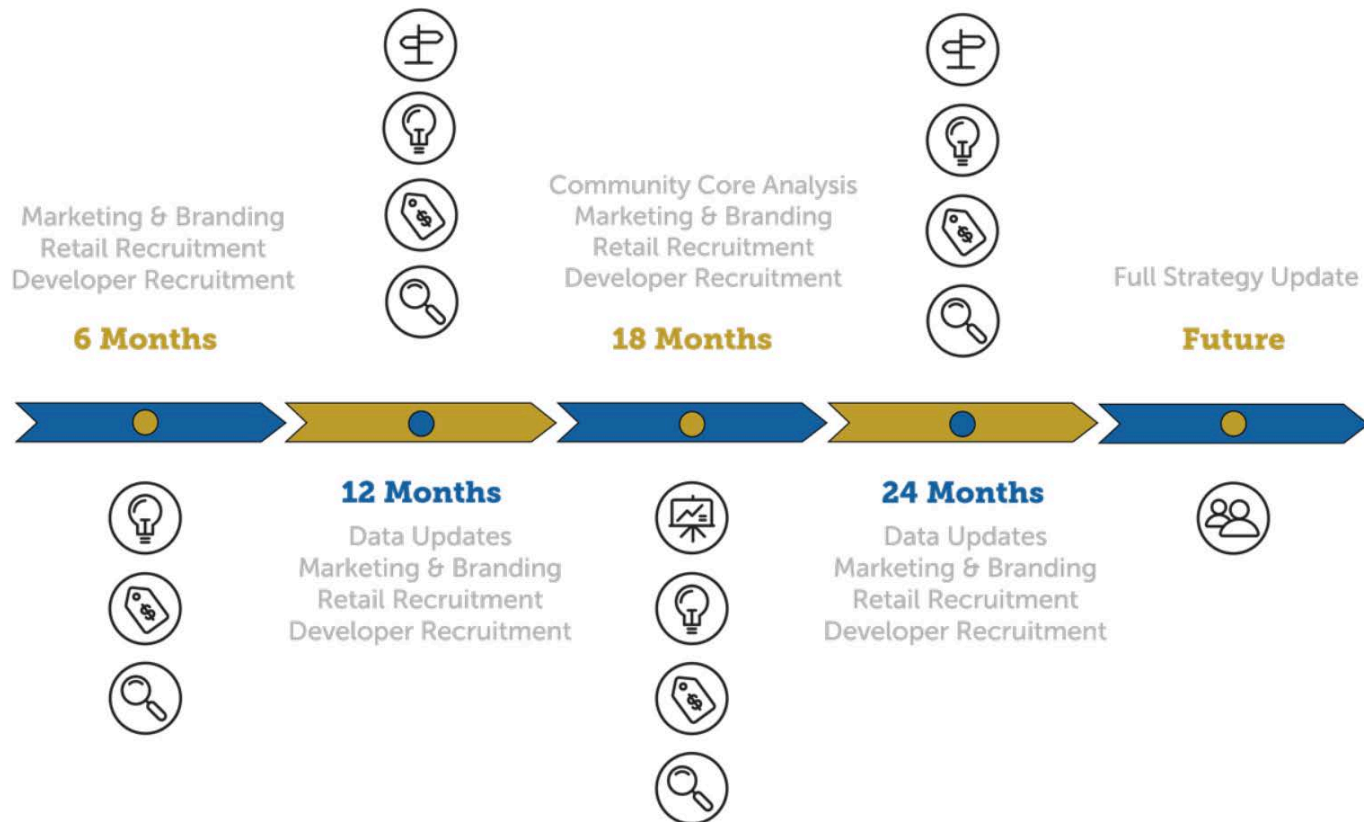 Marketing & Branding
Retail Recruitment
Developer Recruitment
6 Months
12 Months
Data Updates
Marketing & Branding
Retail Recruitment
Developer Recruitment
Community Core Analysis
Marketing & Branding
Retail Recruitment
Developer Recruitment
18 Months
24 Months
Data Updates
Marketing & Branding
Retail Recruitment
Developer Recruitment
Full Strategy Update
Future